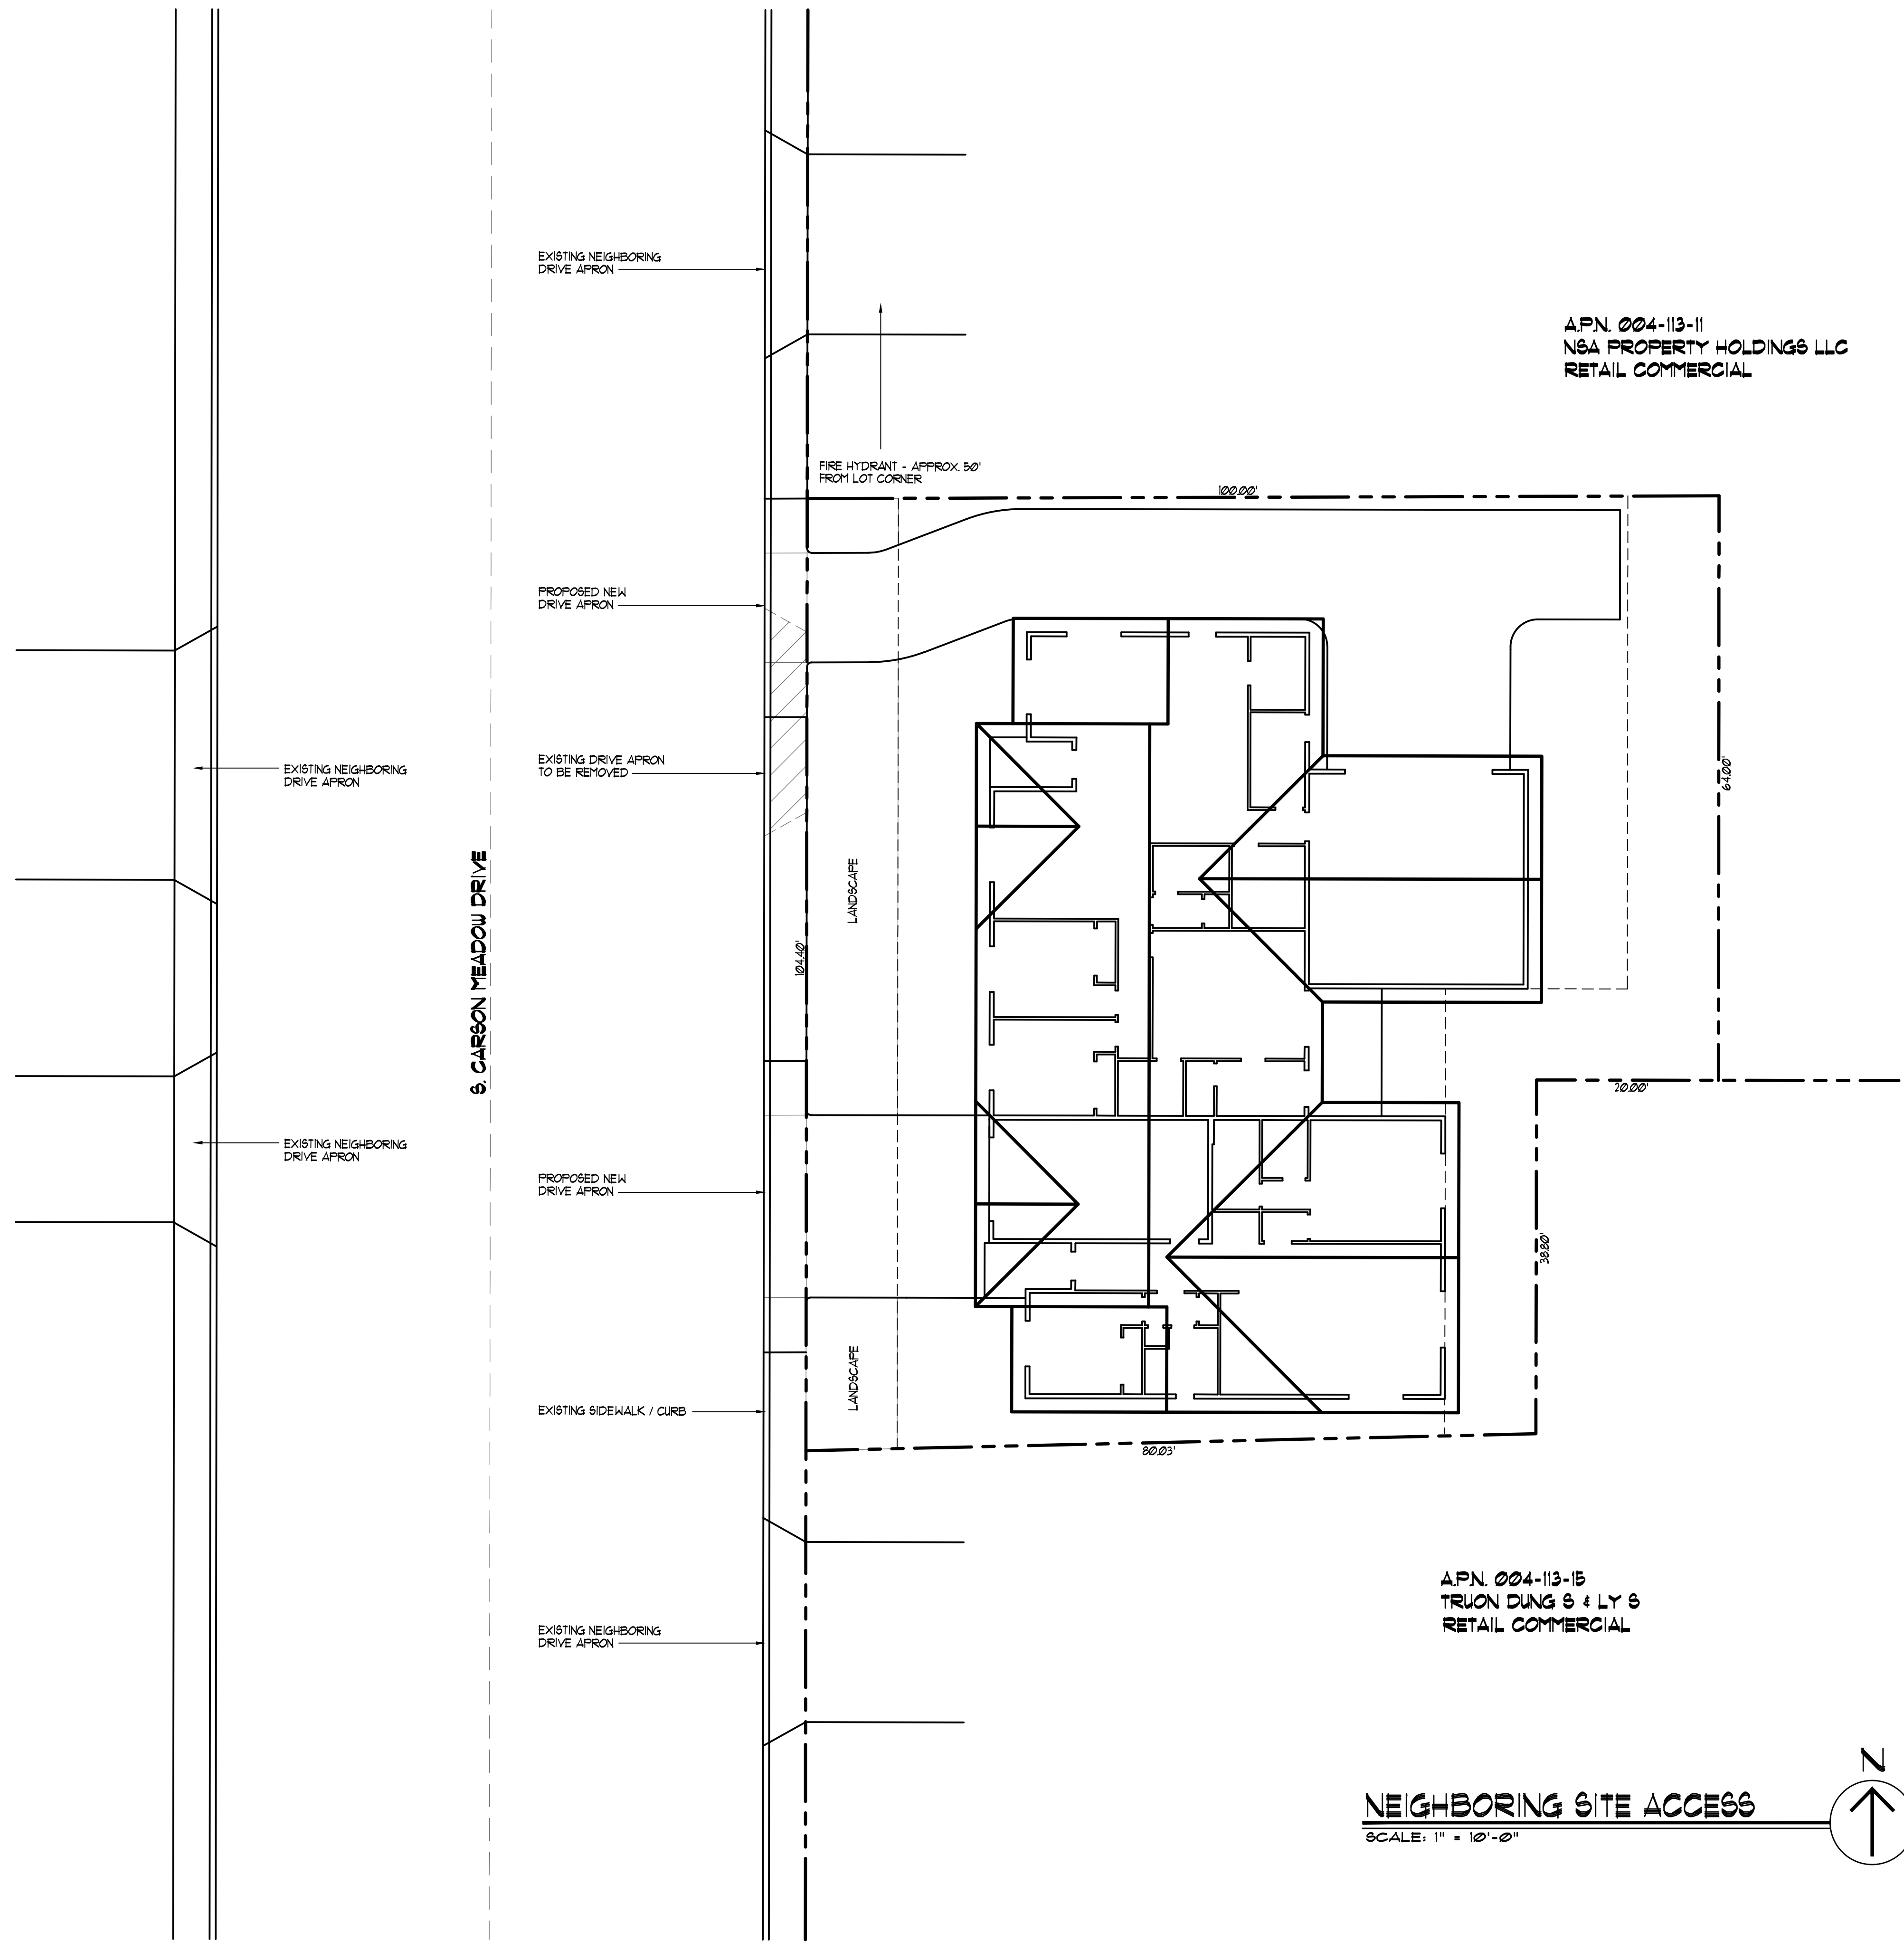 EXISTING NEIGHBORING
DRIVE APRON
A.P.N. 004-113-11
NSA PROPERTY HOLDINGS LLC
RETAIL COMMERCIAL
FIRE HYDRANT - APPROX. 50'
FROM LOT CORNER
100.00'
PROPOSED NEW
DRIVE APRON
EXISTING DRIVE APRON
TO BE REMOVED
EXISTING NEIGHBORING
DRIVE APRON
64.00'
LANDSCAPE
S. CARSON MEADOW DRIVE
104.40'
20.00'
EXISTING NEIGHBORING
DRIVE APRON
PROPOSED NEW
DRIVE APRON
38.80'
LANDSCAPE
EXISTING SIDEWALK / CURB
80.03'
A.P.N. 004-113-15
TRUON DUNG S & LY S
RETAIL COMMERCIAL
EXISTING NEIGHBORING
DRIVE APRON
N
NEIGHBORING SITE ACCESS
SCALE: 1" = 10'-0"